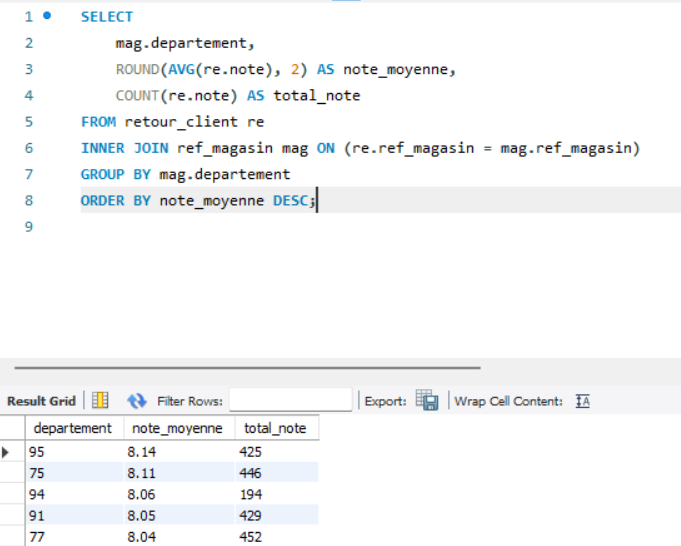 1 SELECT
2 mag.departement,
3 ROUND(AVG(re.note), 2) AS note_moyenne,
4 COUNT(re.note) AS total_note
5 FROM retour_client re
6 INNER JOIN ref_magasin mag ON (re.ref_magasin = mag.ref_magasin)
7 GROUP BY mag.departement
8 ORDER BY note_moyenne DESC;
9
Result Grid Filter Rows: Export: Wrap Cell Content: IA
departement note_moyenne total_note
95 8.14 425
75 8.11 446
94 8.06 194
91 8.05 429
77 8.04 452